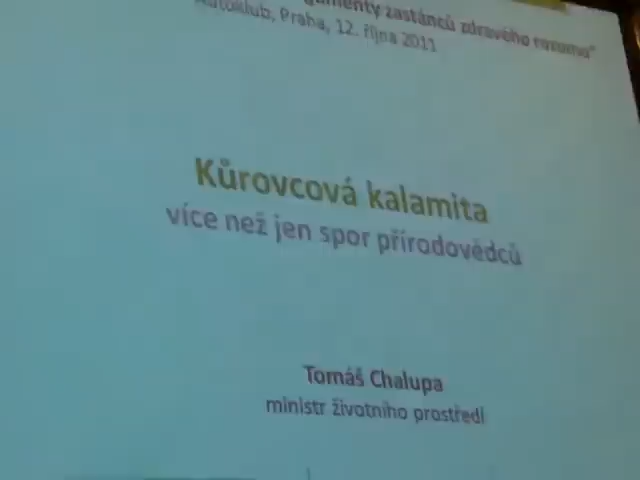 zastánců zdravého rozumu"
Autoklub, Praha, 12. října 2011
Kůrovcová kalamita
více než jen spor přírodovědců
Tomáš Chalupa
ministr životního prostředí